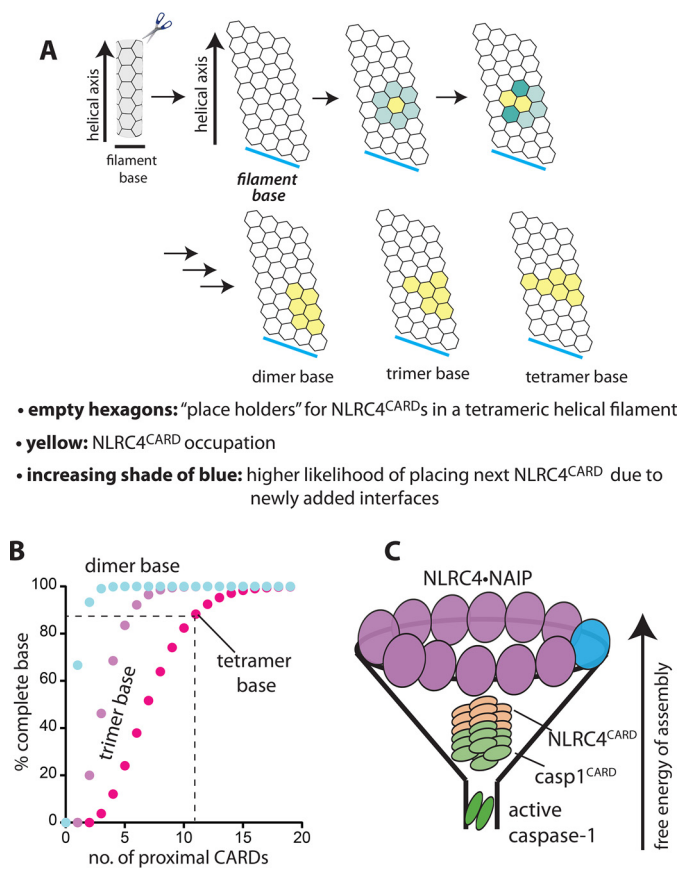 A
helical axis
filament
base
helical axis
filament
base
dimer base
trimer base
tetramer base
• empty hexagons: “place holders” for NLRC4CARDs in a tetrameric helical filament
• yellow: NLRC4CARD occupation
• increasing shade of blue: higher likelihood of placing next NLRC4CARD due to
newly added interfaces
B
dimer base
100
80
60
40
20
0
% complete base
trimer base
tetramer
base
0
5
10
15
20
no. of proximal CARDs
C
NLRC4•NAIP
NLRC4CARD
casp1CARD
active
caspase-1
free energy of assembly